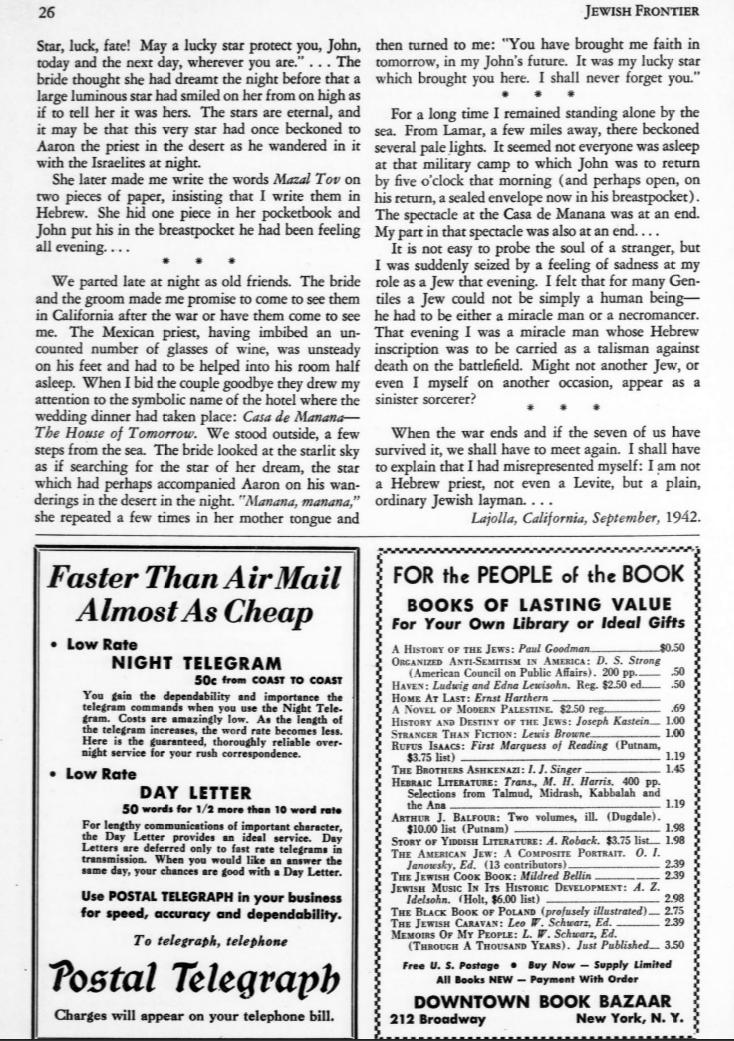 26
JEWISH FRONTIER
Star, luck, fate! May a lucky star protect you, John,
today and the next day, wherever you are." . . . The
bride thought she had dreamt the night before that a
large luminous star had smiled on her from on high as
if to tell her it was hers. The stars are eternal, and
it may be that this very star had once beckoned to
Aaron the priest in the desert as he wandered in it
with the Israelites at night.
She later made me write the words Mazal Tov on
two pieces of paper, insisting that I write them in
Hebrew. She hid one piece in her pocketbook and
John put his in the breastpocket he had been feeling
all evening. . . .
* * *
We parted late at night as old friends. The bride
and the groom made me promise to come to see them
in California after the war or have them come to see
me. The Mexican priest, having imbibed an un-
counted number of glasses of wine, was unsteady
on his feet and had to be helped into his room half
asleep. When I bid the couple goodbye they drew my
attention to the symbolic name of the hotel where the
wedding dinner had taken place: Casa de Manana—
The House of Tomorrow. We stood outside, a few
steps from the sea. The bride looked at the starlit sky
as if searching for the star of her dream, the star
which had perhaps accompanied Aaron on his wan-
derings in the desert in the night. "Manana, manana,"
she repeated a few times in her mother tongue and
then turned to me: "You have brought me faith in
tomorrow, in my John's future. It was my lucky star
which brought you here. I shall never forget you."
* * *
For a long time I remained standing alone by the
sea. From Lamar, a few miles away, there beckoned
several pale lights. It seemed not everyone was asleep
at that military camp to which John was to return
by five o'clock that morning (and perhaps open, on
his return, a sealed envelope now in his breastpocket).
The spectacle at the Casa de Manana was at an end.
My part in that spectacle was also at an end. . . .
It is not easy to probe the soul of a stranger, but
I was suddenly seized by a feeling of sadness at my
role as a Jew that evening. I felt that for many Gen-
tiles a Jew could not be simply a human being—
he had to be either a miracle man or a necromancer.
That evening I was a miracle man whose Hebrew
inscription was to be carried as a talisman against
death on the battlefield. Might not another Jew, or
even I myself on another occasion, appear as a
sinister sorcerer?
* * *
When the war ends and if the seven of us have
survived it, we shall have to meet again. I shall have
to explain that I had misrepresented myself: I am not
a Hebrew priest, not even a Levite, but a plain,
ordinary Jewish layman. . . .
Lajolla, California, September, 1942.
Faster Than Air Mail
Almost As Cheap
• Low Rate
NIGHT TELEGRAM
50c from COAST TO COAST
You gain the dependability and importance the
telegram commands when you use the Night Tele-
gram. Costs are amazingly low. As the length of
the telegram increases, the word rate becomes less.
Here is the guaranteed, thoroughly reliable over-
night service for your rush correspondence.
• Low Rate
DAY LETTER
50 words for 1/2 more than 10 word rate
For lengthy communications of important character,
the Day Letter provides an ideal service. Day
Letters are deferred only to fast rate telegrams in
transmission. When you would like an answer the
same day, your chances are good with a Day Letter.
Use POSTAL TELEGRAPH in your business
for speed, accuracy and dependability.
To telegraph, telephone
Postal Telegraph
Charges will appear on your telephone bill.
FOR the PEOPLE of the BOOK
BOOKS OF LASTING VALUE
For Your Own Library or Ideal Gifts
A HISTORY OF THE JEWS: Paul Goodman $0.50
ORGANIZED ANTI-SEMITISM IN AMERICA: D. S. Strong
(American Council on Public Affairs). 200 pp. .50
HAVEN: Ludwig and Edna Lewisohn. Reg. $2.50 ed. .50
HOME AT LAST: Ernst Harthern
A NOVEL OF MODERN PALESTINE. $2.50 reg. .69
HISTORY AND DESTINY OF THE JEWS: Joseph Kastein 1.00
STRANGER THAN FICTION: Lewis Browne 1.00
RUFUS ISAACS: First Marquess of Reading (Putnam,
$3.75 list) 1.19
THE BROTHERS ASHKENAZI: I. J. Singer 1.45
HEBRAIC LITERATURE: Trans., M. H. Harris. 400 pp.
Selections from Talmud, Midrash, Kabbalah and
the Ana 1.19
ARTHUR J. BALFOUR: Two volumes, ill. (Dugdale).
$10.00 list (Putnam) 1.98
STORY OF YIDDISH LITERATURE: A. Roback. $3.75 list 1.98
THE AMERICAN JEW: A COMPOSITE PORTRAIT. O. I.
Janowsky, Ed. (13 contributors) 2.39
THE JEWISH COOK BOOK: Mildred Bellin 2.39
JEWISH MUSIC IN ITS HISTORIC DEVELOPMENT: A. Z.
Idelsohn. (Holt, $6.00 list) 2.98
THE BLACK BOOK OF POLAND (profusely illustrated) 2.75
THE JEWISH CARAVAN: Leo W. Schwarz, Ed. 2.39
MEMOIRS OF MY PEOPLE: L. W. Schwarz, Ed.
(THROUGH A THOUSAND YEARS). Just Published 3.50
Free U. S. Postage • Buy Now — Supply Limited
All Books NEW — Payment With Order
DOWNTOWN BOOK BAZAAR
212 Broadway New York, N. Y.